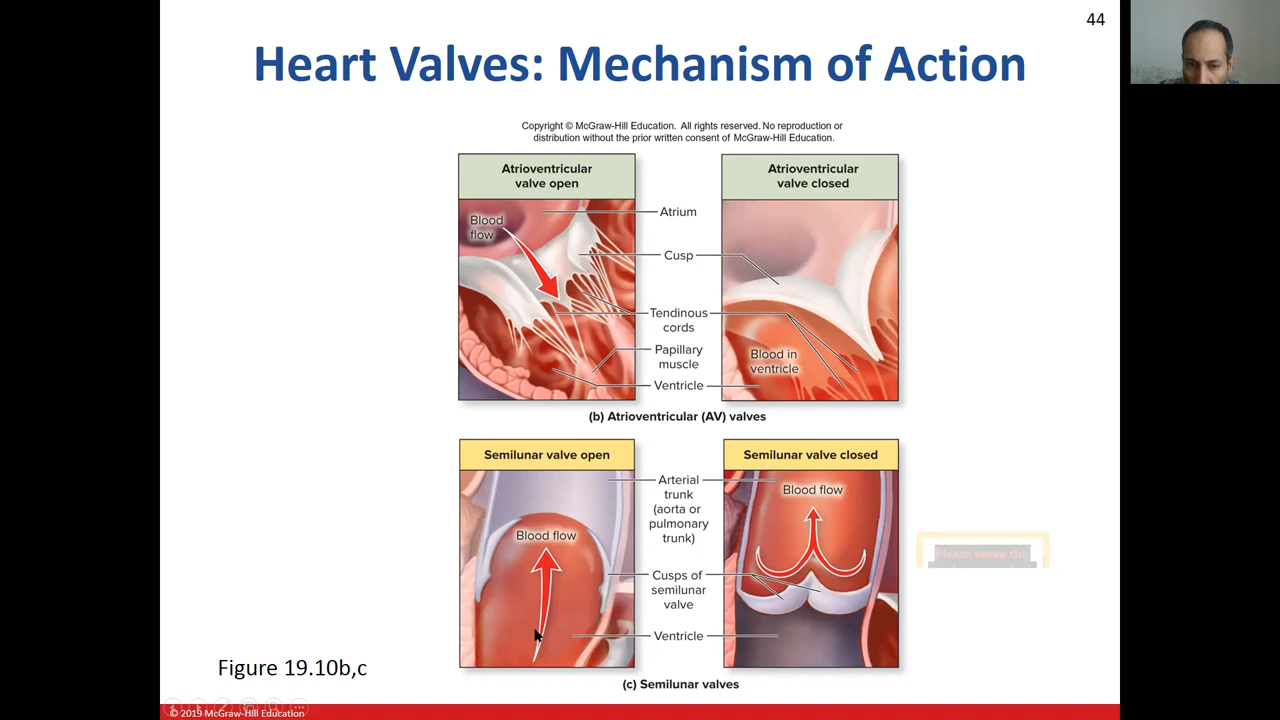 44
Heart Valves: Mechanism of Action
Copyright © McGraw-Hill Education. All rights reserved. No reproduction or
distribution without the prior written consent of McGraw-Hill Education.
Atrioventricular
valve open
Atrioventricular
valve closed
Blood
flow
Atrium
Cusp
Tendinous
cords
Papillary
muscle
Ventricle
Blood in
ventricle
(b) Atrioventricular (AV) valves
Semilunar valve open
Semilunar valve closed
Blood flow
Arterial
trunk
(aorta or
pulmonary
trunk)
Blood flow
Cusps of
semilunar
valve
Ventricle
Please move thi
Figure 19.10b,c
(c) Semilunar valves
© 2019 McGraw-Hill Education